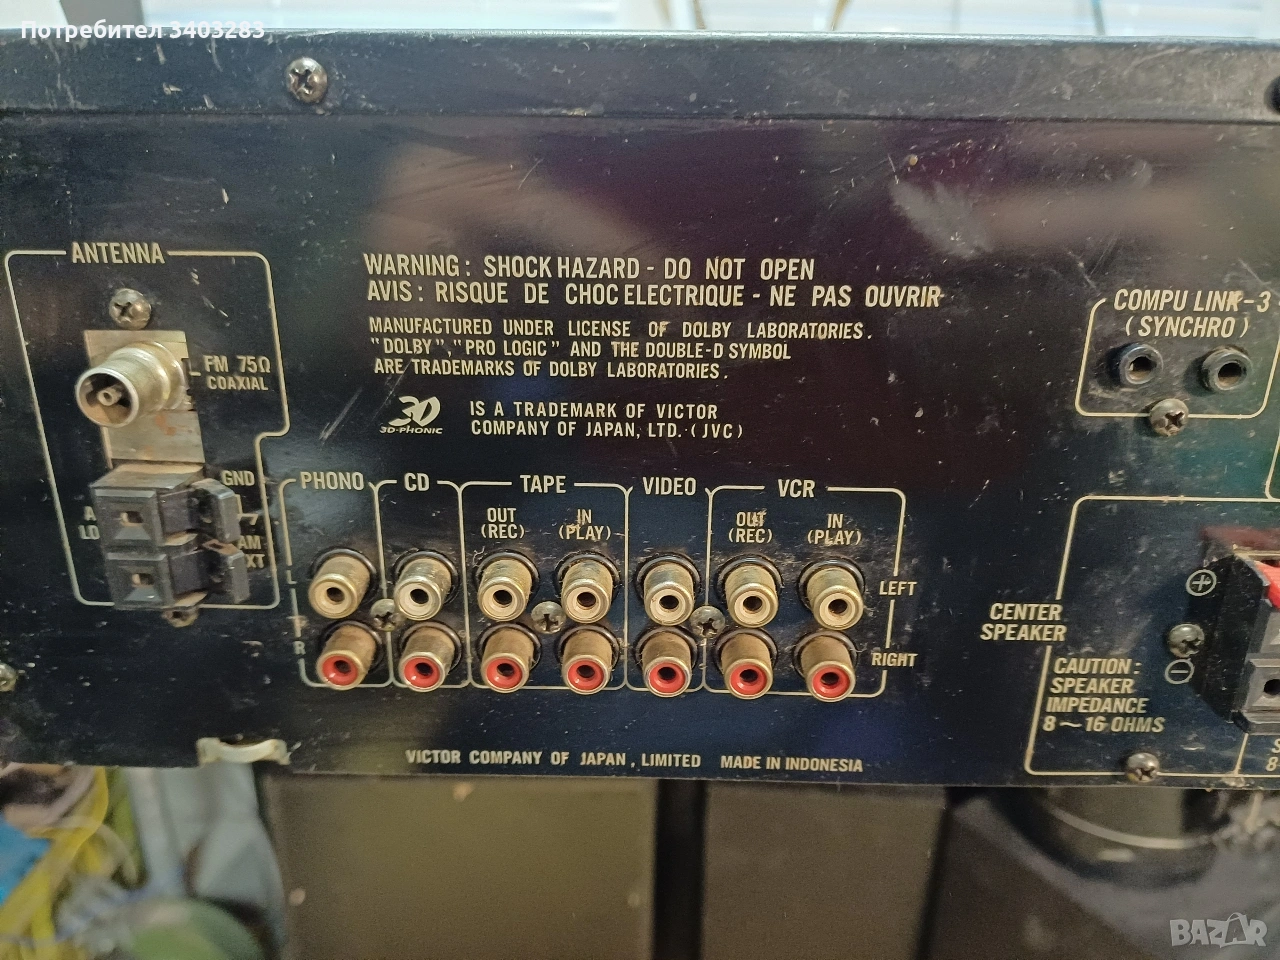 Потребител 3403283
ANTENNA
FM 75Ω
COAXIAL
GND
WARNING : SHOCK HAZARD - DO NOT OPEN
AVIS : RISQUE DE CHOC ELECTRIQUE - NE PAS OUVRIR
MANUFACTURED UNDER LICENSE OF DOLBY LABORATORIES.
"DOLBY", "PRO LOGIC" AND THE DOUBLE-D SYMBOL
ARE TRADEMARKS OF DOLBY LABORATORIES.
3D
3D-PHONIC
IS A TRADEMARK OF VICTOR
COMPANY OF JAPAN, LTD. (JVC)
COMPU LINK-3
(SYNCHRO)
PHONO
CD
TAPE
VIDEO
VCR
OUT
(REC)
IN
(PLAY)
OUT
(REC)
IN
(PLAY)
L
R
LEFT
RIGHT
CENTER
SPEAKER
+
−
CAUTION :
SPEAKER
IMPEDANCE
8～16 OHMS
VICTOR COMPANY OF JAPAN, LIMITED MADE IN INDONESIA
BAZAR